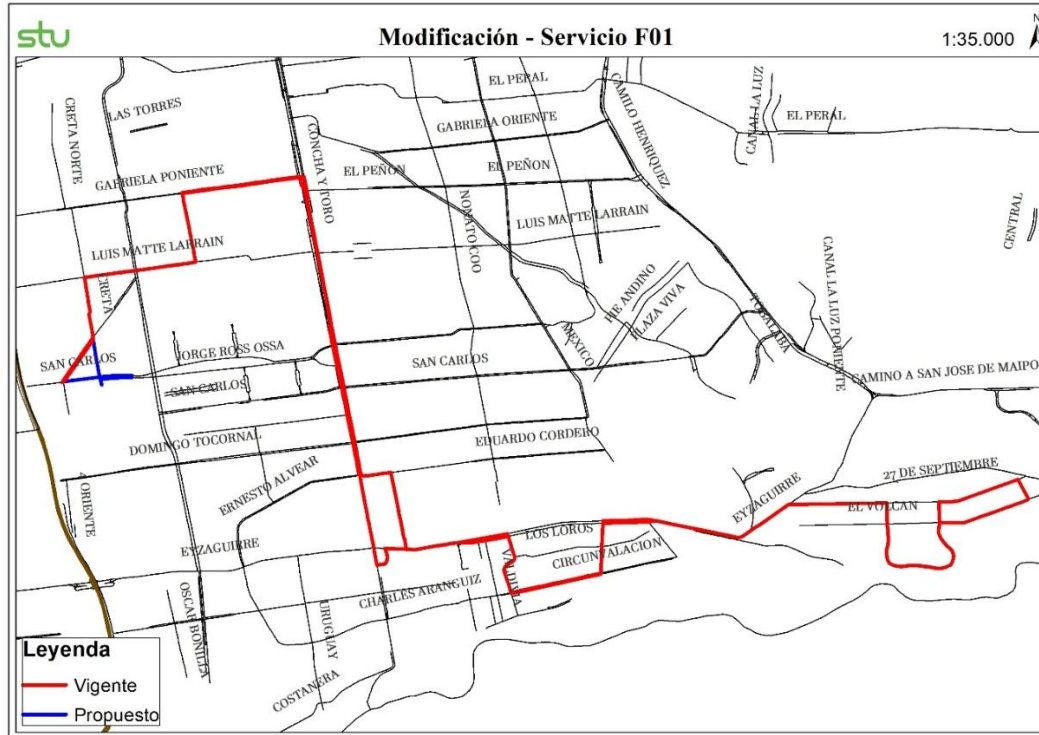 stu
Modificación - Servicio F01
1:35.000
N
EL PERAL
CAMILO HENRIQUEZ
CANAL LA LUZ
EL PERAL
CRETA NORTE
LAS TORRES
GABRIELA ORIENTE
CONCHA Y TORO
GABRIELA PONIENTE
EL PEÑON
EL PEÑON
NONATO COO
LUIS MATTE LARRAIN
CENTRAL
LUIS MATTE LARRAIN
CRETA
PIE ANDINO
PLAZA VIVA
TOBALABA
CANAL LA LUZ PONIENTE
MEXICO
SAN CARLOS
JORGE ROSS OSSA
SAN CARLOS
SAN CARLOS
CAMINO A SAN JOSE DE MAIPO
DOMINGO TOCORNAL
EDUARDO CORDERO
ERNESTO ALVEAR
4 ORIENTE
27 DE SEPTIEMBRE
EYZAGUIRRE
EL VOLCAN
LOS LOROS
EYZAGUIRRE
CIRCUNVALACION
VALDIVIA
CHARLES ARANGUIZ
OSCAR BONILLA
URUGUAY
COSTANERA
Leyenda
Vigente
Propuesto